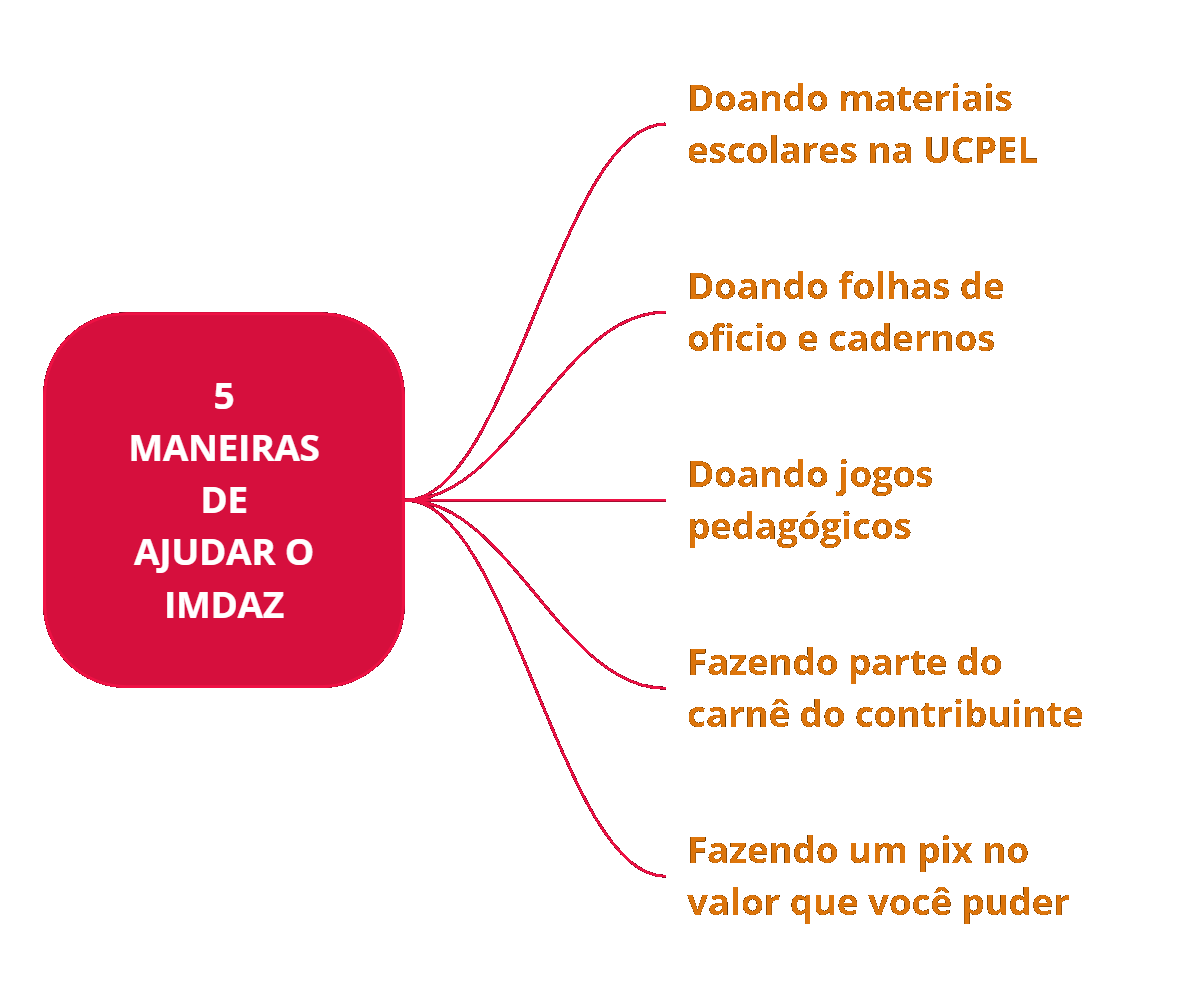 5
MANEIRAS
DE
AJUDAR O
IMDAZ
Doando materiais
escolares na UCPEL
Doando folhas de
oficio e cadernos
Doando jogos
pedagógicos
Fazendo parte do
carnê do contribuinte
Fazendo um pix no
valor que você puder